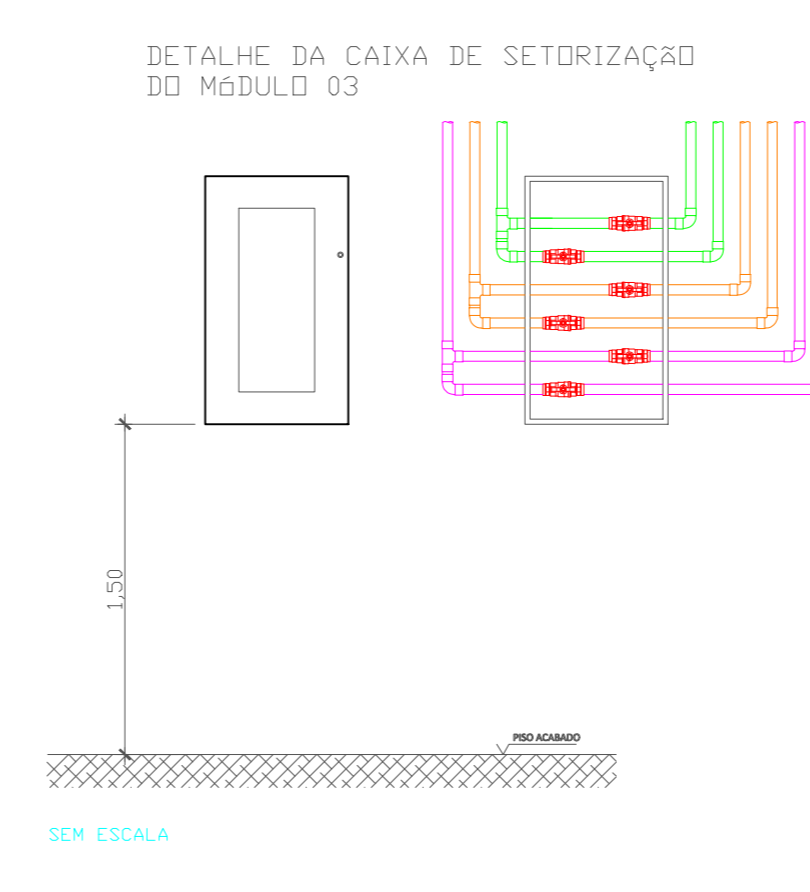 DETALHE DA CAIXA DE SETORIZAÇÃO
DO MóDULO 03
1,50
PISO ACABADO
SEM ESCALA